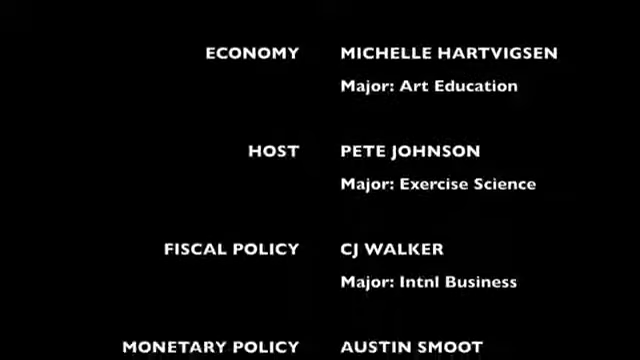 ECONOMY MICHELLE HARTVIGSEN
Major: Art Education
HOST PETE JOHNSON
Major: Exercise Science
FISCAL POLICY CJ WALKER
Major: Intnl Business
MONETARY POLICY AUSTIN SMOOT